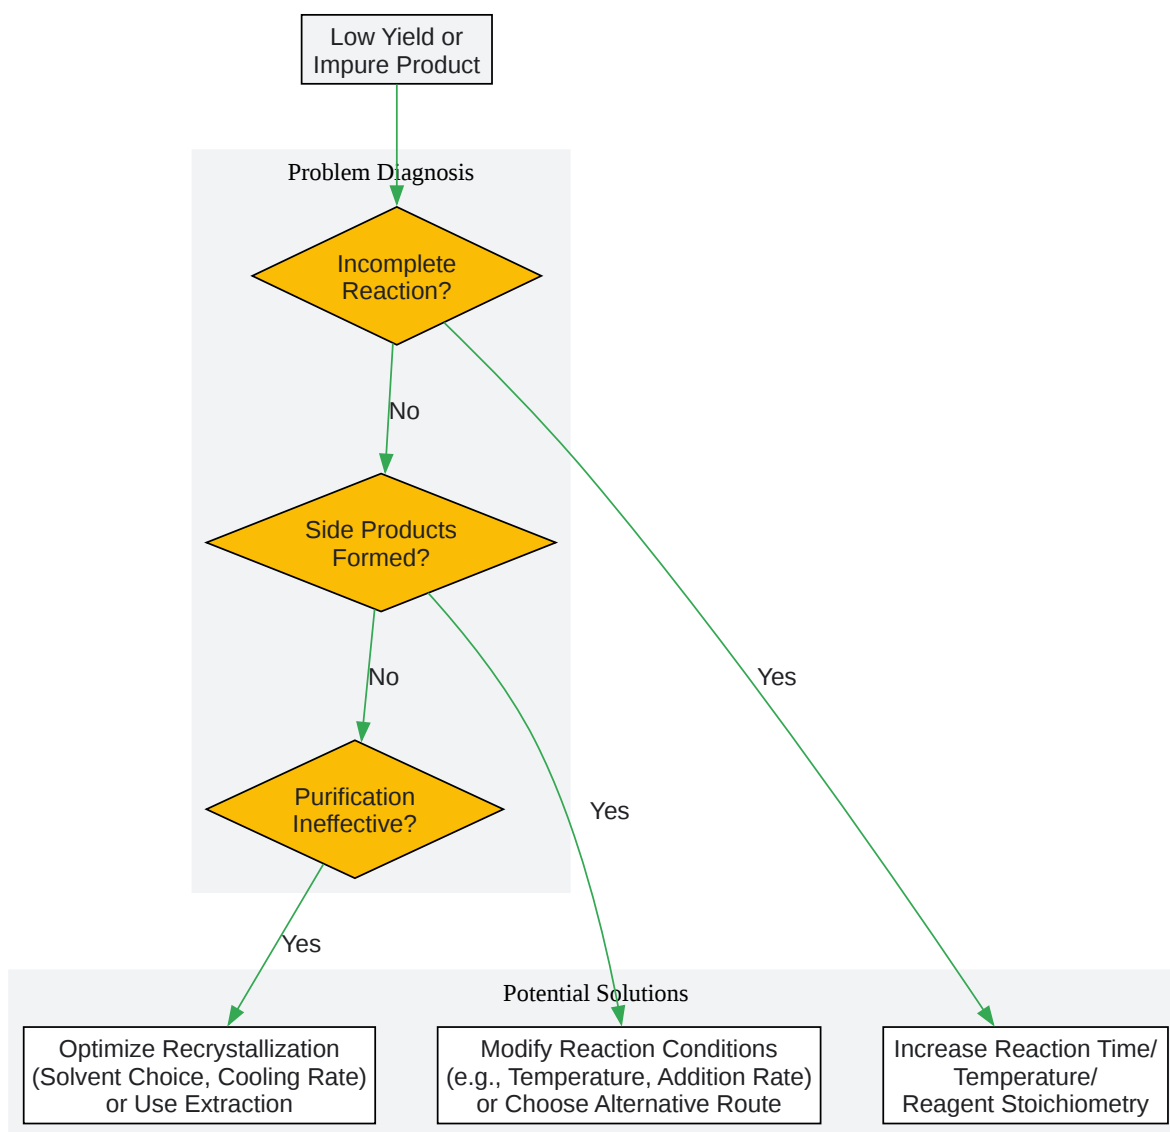 Low Yield or
Impure Product
Problem Diagnosis
Incomplete
Reaction?
No
Side Products
Formed?
No
Yes
Purification
Ineffective?
Yes
Yes
Potential Solutions
Optimize Recrystallization
(Solvent Choice, Cooling Rate)
or Use Extraction
Modify Reaction Conditions
(e.g., Temperature, Addition Rate)
or Choose Alternative Route
Increase Reaction Time/
Temperature/
Reagent Stoichiometry